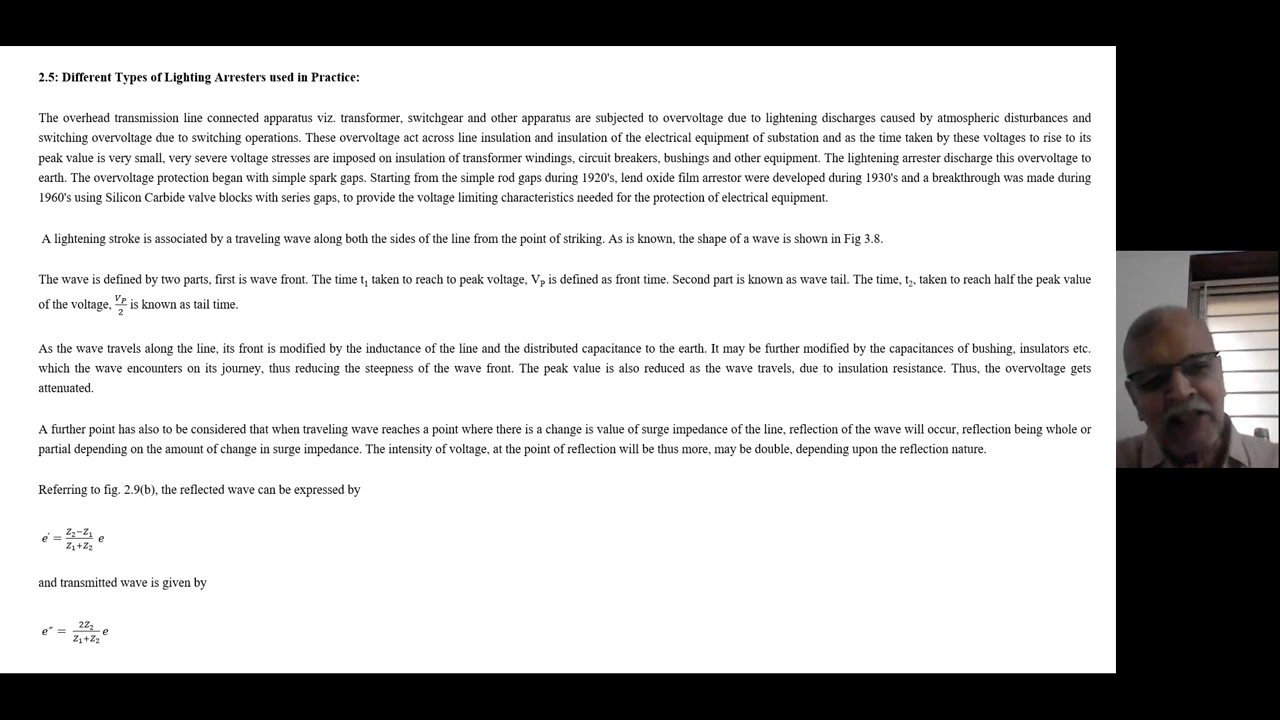 2.5: Different Types of Lighting Arresters used in Practice:
The overhead transmission line connected apparatus viz. transformer, switchgear and other apparatus are subjected to overvoltage due to lightening discharges caused by atmospheric disturbances and
switching overvoltage due to switching operations. These overvoltage act across line insulation and insulation of the electrical equipment of substation and as the time taken by these voltages to rise to its
peak value is very small, very severe voltage stresses are imposed on insulation of transformer windings, circuit breakers, bushings and other equipment. The lightening arrester discharge this overvoltage to
earth. The overvoltage protection began with simple spark gaps. Starting from the simple rod gaps during 1920's, lend oxide film arrestor were developed during 1930's and a breakthrough was made during
1960's using Silicon Carbide valve blocks with series gaps, to provide the voltage limiting characteristics needed for the protection of electrical equipment.
A lightening stroke is associated by a traveling wave along both the sides of the line from the point of striking. As is known, the shape of a wave is shown in Fig 3.8.
The wave is defined by two parts, first is wave front. The time t₁ taken to reach to peak voltage, Vₚ is defined as front time. Second part is known as wave tail. The time, t₂, taken to reach half the peak value
of the voltage, Vₚ/2 is known as tail time.
As the wave travels along the line, its front is modified by the inductance of the line and the distributed capacitance to the earth. It may be further modified by the capacitances of bushing, insulators etc.
which the wave encounters on its journey, thus reducing the steepness of the wave front. The peak value is also reduced as the wave travels, due to insulation resistance. Thus, the overvoltage gets
attenuated.
A further point has also to be considered that when traveling wave reaches a point where there is a change is value of surge impedance of the line, reflection of the wave will occur, reflection being whole or
partial depending on the amount of change in surge impedance. The intensity of voltage, at the point of reflection will be thus more, may be double, depending upon the reflection nature.
Referring to fig. 2.9(b), the reflected wave can be expressed by
e′ = (Z₂−Z₁)/(Z₁+Z₂) e
and transmitted wave is given by
e″ = 2Z₂/(Z₁+Z₂) e